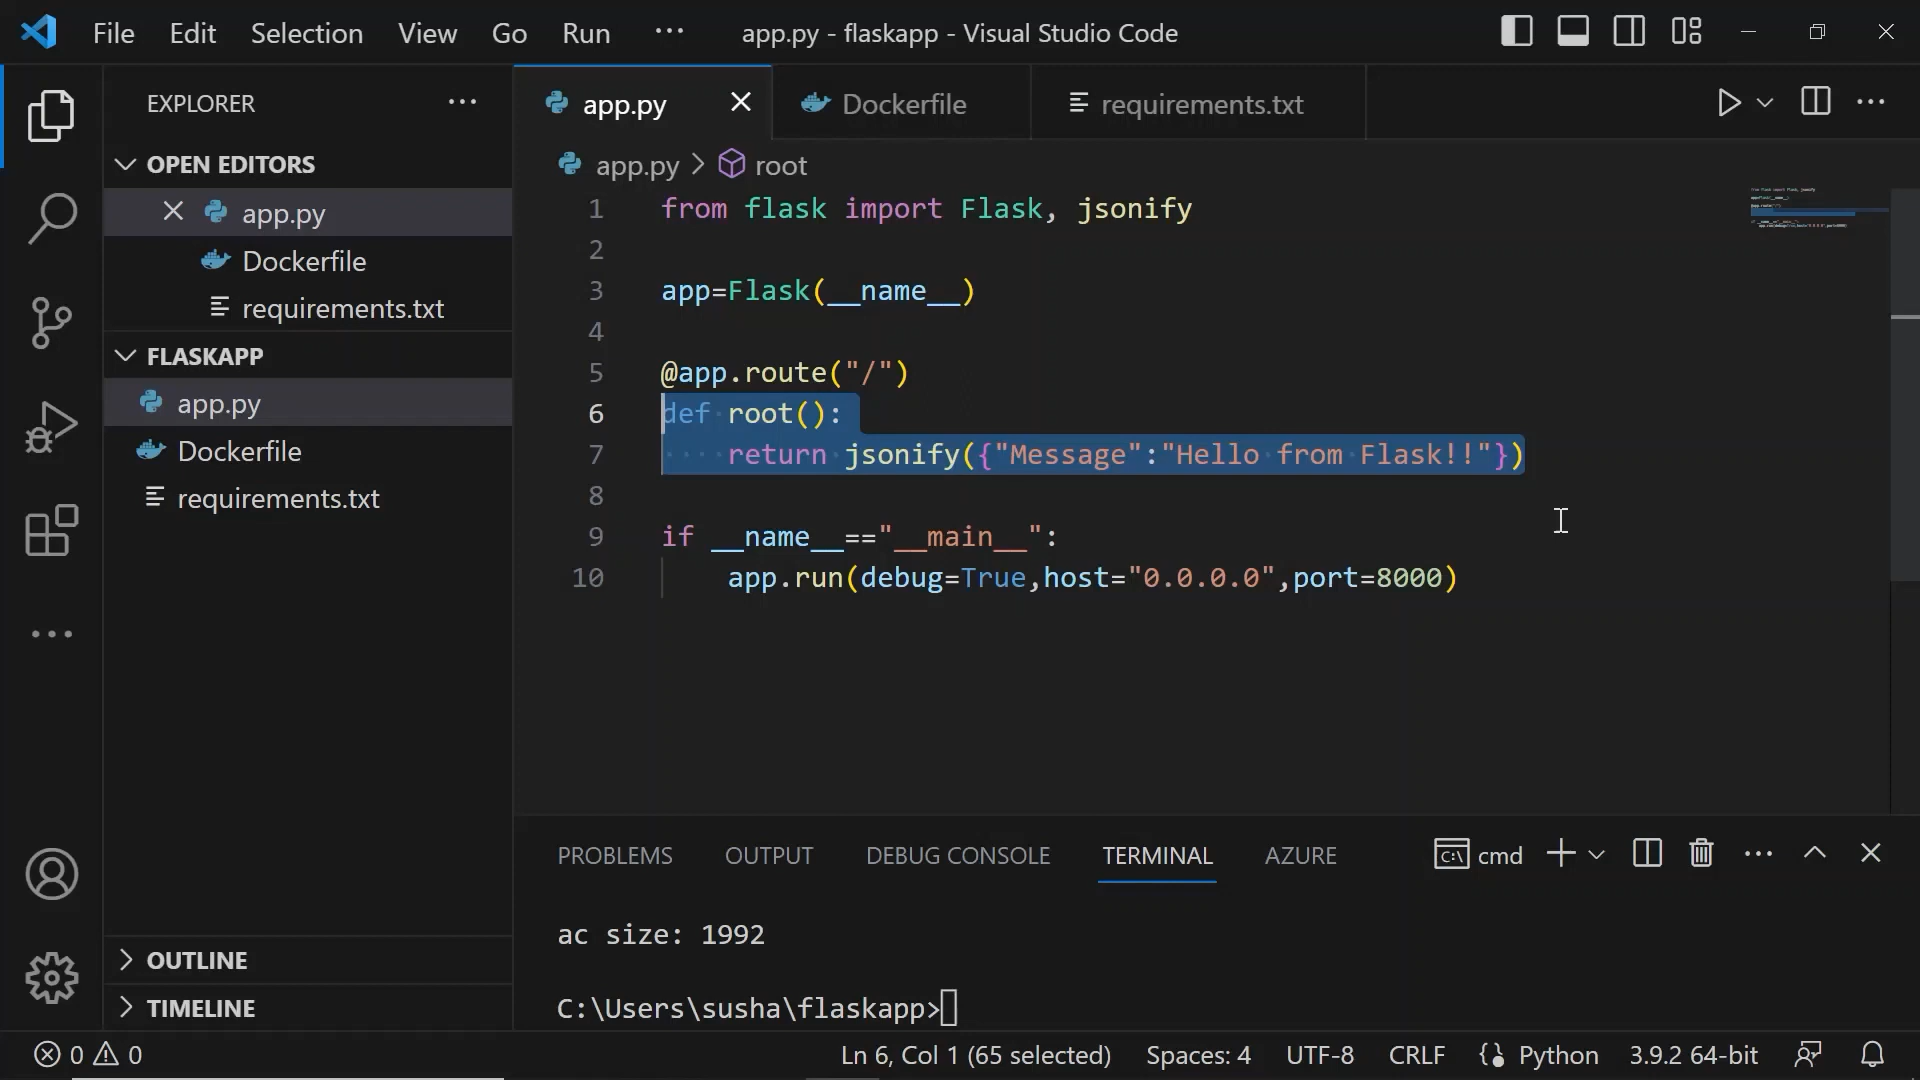 File Edit Selection View Go Run ··· app.py - flaskapp - Visual Studio Code
EXPLORER ···
OPEN EDITORS
app.py
Dockerfile
requirements.txt
FLASKAPP
app.py
Dockerfile
requirements.txt
OUTLINE
TIMELINE
app.py Dockerfile requirements.txt
app.py > root
1 from flask import Flask, jsonify
2
3 app=Flask(__name__)
4
5 @app.route("/")
6 def root():
7 return jsonify({"Message":"Hello from Flask!!"})
8
9 if __name__=="__main__":
10 app.run(debug=True,host="0.0.0.0",port=8000)
PROBLEMS OUTPUT DEBUG CONSOLE TERMINAL AZURE cmd
ac size: 1992
C:\Users\susha\flaskapp>
0 0 Ln 6, Col 1 (65 selected) Spaces: 4 UTF-8 CRLF Python 3.9.2 64-bit